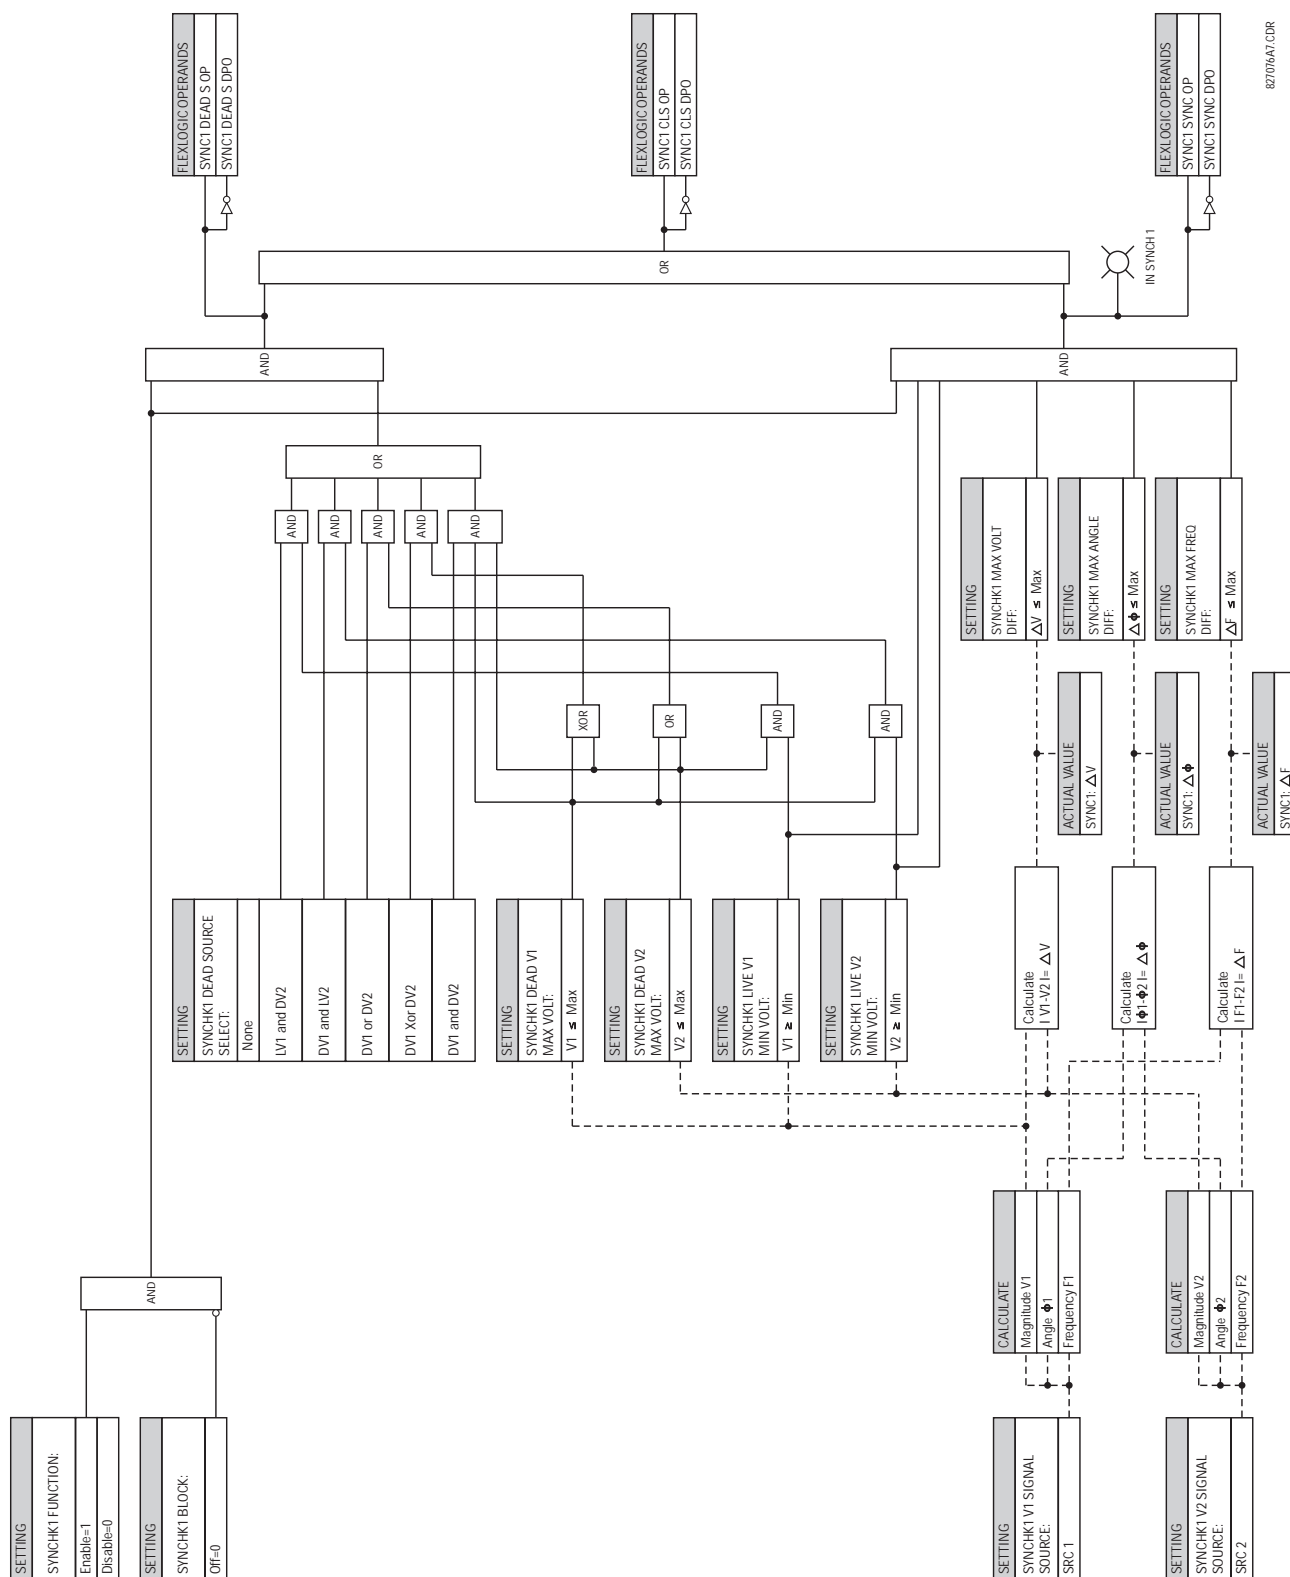 SETTING
SYNCHK1 FUNCTION:
Enable=1
Disable=0
SETTING
SYNCHK1 BLOCK:
Off=0
AND
SETTING
SYNCHK1 DEAD SOURCE
SELECT:
None
LV1 and DV2
DV1 and LV2
DV1 or DV2
DV1 Xor DV2
DV1 and DV2
SETTING
SYNCHK1 DEAD V1
MAX VOLT:
V1 ≤ Max
SETTING
SYNCHK1 DEAD V2
MAX VOLT:
V2 ≤ Max
SETTING
SYNCHK1 LIVE V1
MIN VOLT:
V1 ≥ Min
SETTING
SYNCHK1 LIVE V2
MIN VOLT:
V2 ≥ Min
XOR
OR
AND
AND
AND
AND
AND
AND
AND
OR
AND
OR
FLEXLOGIC OPERANDS
SYNC1 DEAD S OP
SYNC1 DEAD S DPO
FLEXLOGIC OPERANDS
SYNC1 CLS OP
SYNC1 CLS DPO
SETTING
SYNCHK1 V1 SIGNAL
SOURCE:
SRC 1
SETTING
SYNCHK1 V2 SIGNAL
SOURCE:
SRC 2
CALCULATE
Magnitude V1
Angle Φ1
Frequency F1
CALCULATE
Magnitude V2
Angle Φ2
Frequency F2
Calculate
I V1-V2 I= △V
Calculate
I Φ1-Φ2 I= △Φ
Calculate
I F1-F2 I= △F
ACTUAL VALUE
SYNC1: △V
ACTUAL VALUE
SYNC1: △Φ
ACTUAL VALUE
SYNC1: △F
SETTING
SYNCHK1 MAX VOLT
DIFF:
△V ≤ Max
SETTING
SYNCHK1 MAX ANGLE
DIFF:
△Φ ≤ Max
SETTING
SYNCHK1 MAX FREQ
DIFF:
△F ≤ Max
AND
IN SYNCH 1
FLEXLOGIC OPERANDS
SYNC1 SYNC OP
SYNC1 SYNC DPO
827076A7.CDR